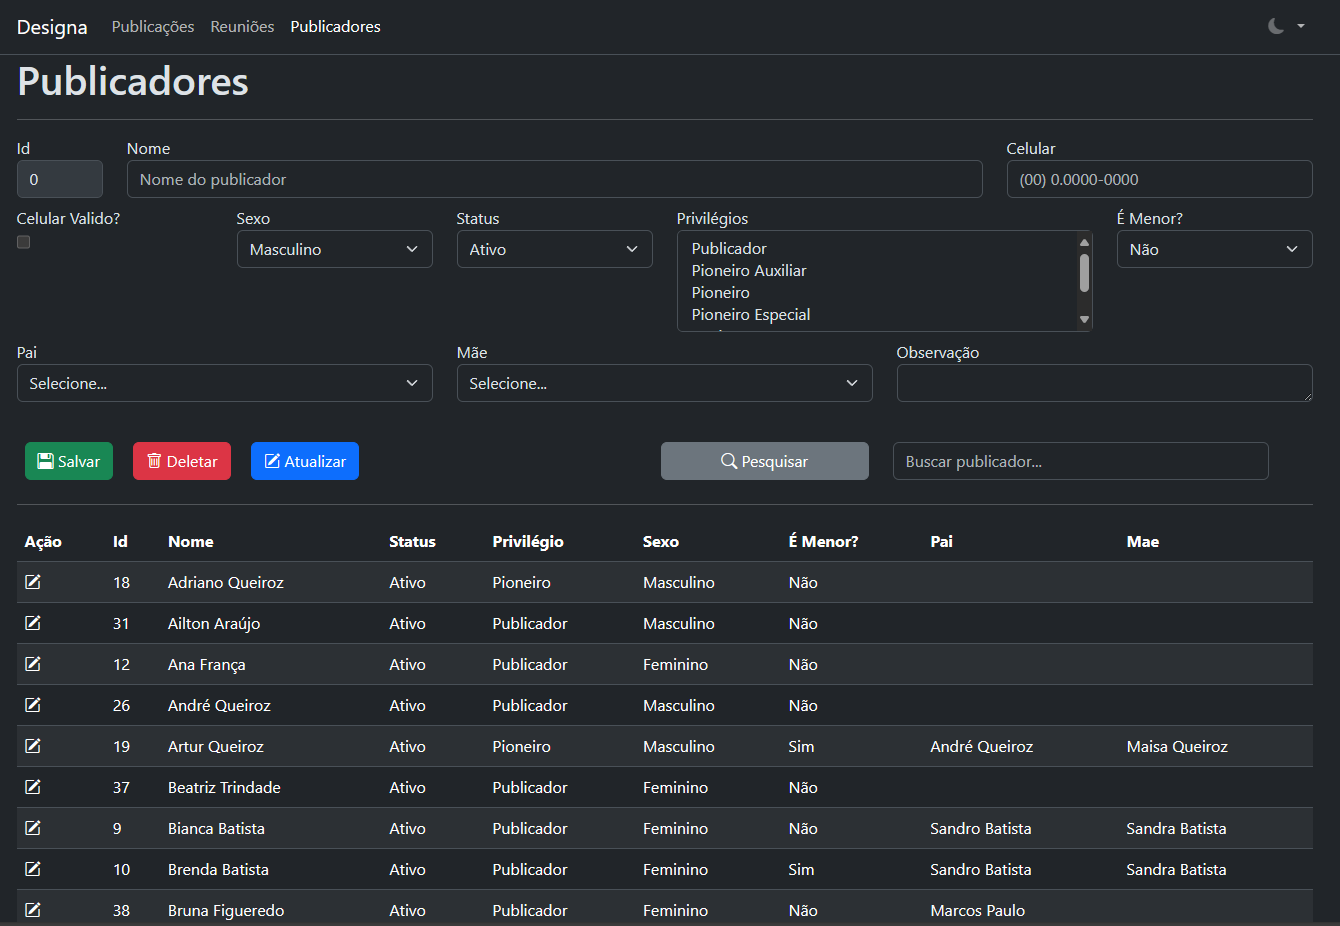 Designa Publicações Reuniões Publicadores
Publicadores
Id Nome Celular
0 Nome do publicador (00) 0.0000-0000
Celular Valido? Sexo Status Privilégios É Menor?
Masculino Ativo Publicador Não
Pioneiro Auxiliar
Pioneiro
Pioneiro Especial
Pai Mãe Observação
Selecione... Selecione...
Salvar Deletar Atualizar Pesquisar Buscar publicador...
Ação Id Nome Status Privilégio Sexo É Menor? Pai Mae
18 Adriano Queiroz Ativo Pioneiro Masculino Não
31 Ailton Araújo Ativo Publicador Masculino Não
12 Ana França Ativo Publicador Feminino Não
26 André Queiroz Ativo Publicador Masculino Não
19 Artur Queiroz Ativo Pioneiro Masculino Sim André Queiroz Maisa Queiroz
37 Beatriz Trindade Ativo Publicador Feminino Não
9 Bianca Batista Ativo Publicador Feminino Não Sandro Batista Sandra Batista
10 Brenda Batista Ativo Publicador Feminino Sim Sandro Batista Sandra Batista
38 Bruna Figueredo Ativo Publicador Feminino Não Marcos Paulo